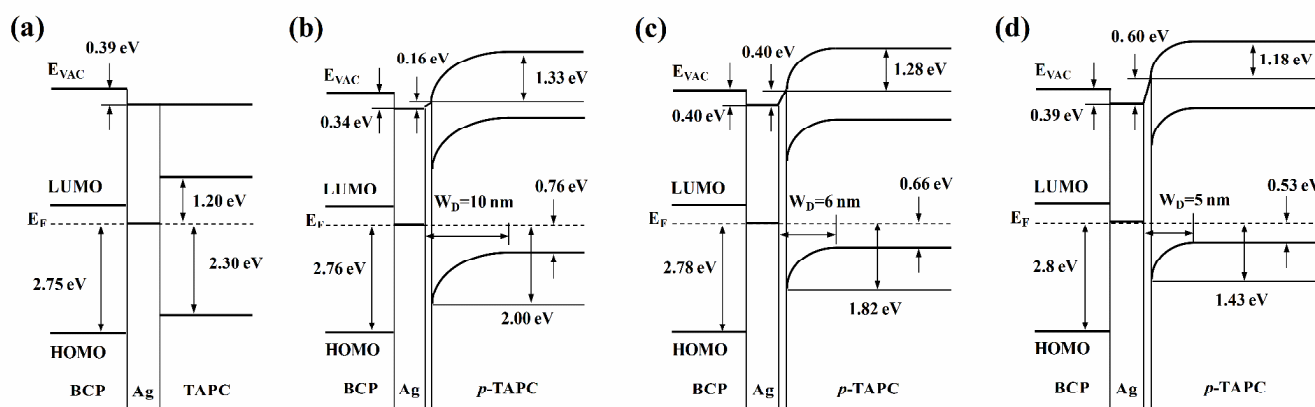 (a)
0.39 eV
E_VAC
LUMO
1.20 eV
E_F
2.75 eV
2.30 eV
HOMO
BCP
Ag
TAPC
(b)
0.16 eV
E_VAC
1.33 eV
0.34 eV
LUMO
0.76 eV
W_D=10 nm
E_F
2.76 eV
2.00 eV
HOMO
BCP
Ag
p-TAPC
(c)
0.40 eV
E_VAC
1.28 eV
0.40 eV
LUMO
0.66 eV
W_D=6 nm
E_F
2.78 eV
1.82 eV
HOMO
BCP
Ag
p-TAPC
(d)
0. 60 eV
E_VAC
1.18 eV
0.39 eV
LUMO
0.53 eV
W_D=5 nm
E_F
2.8 eV
1.43 eV
HOMO
BCP
Ag
p-TAPC